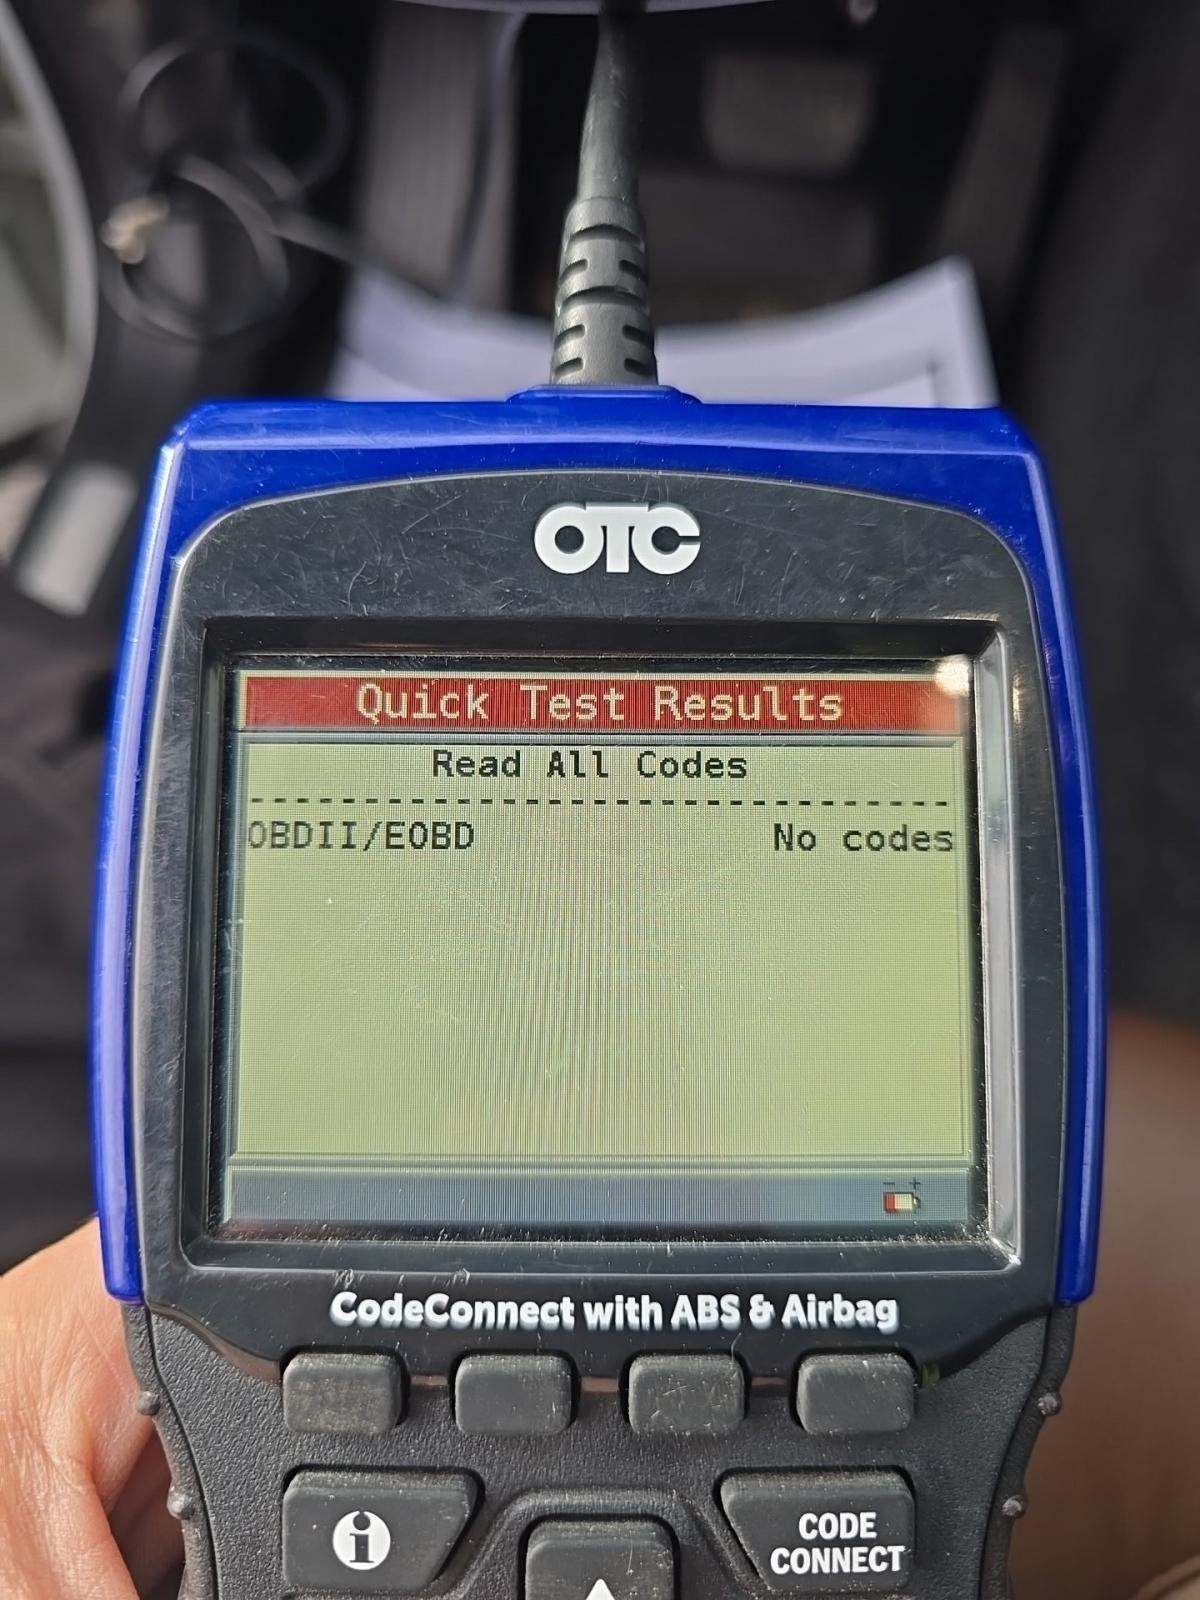 OTC
Quick Test Results
Read All Codes
--------------------------------------
OBDII/EOBD No codes
- +
CodeConnect with ABS & Airbag
i
CODE
CONNECT